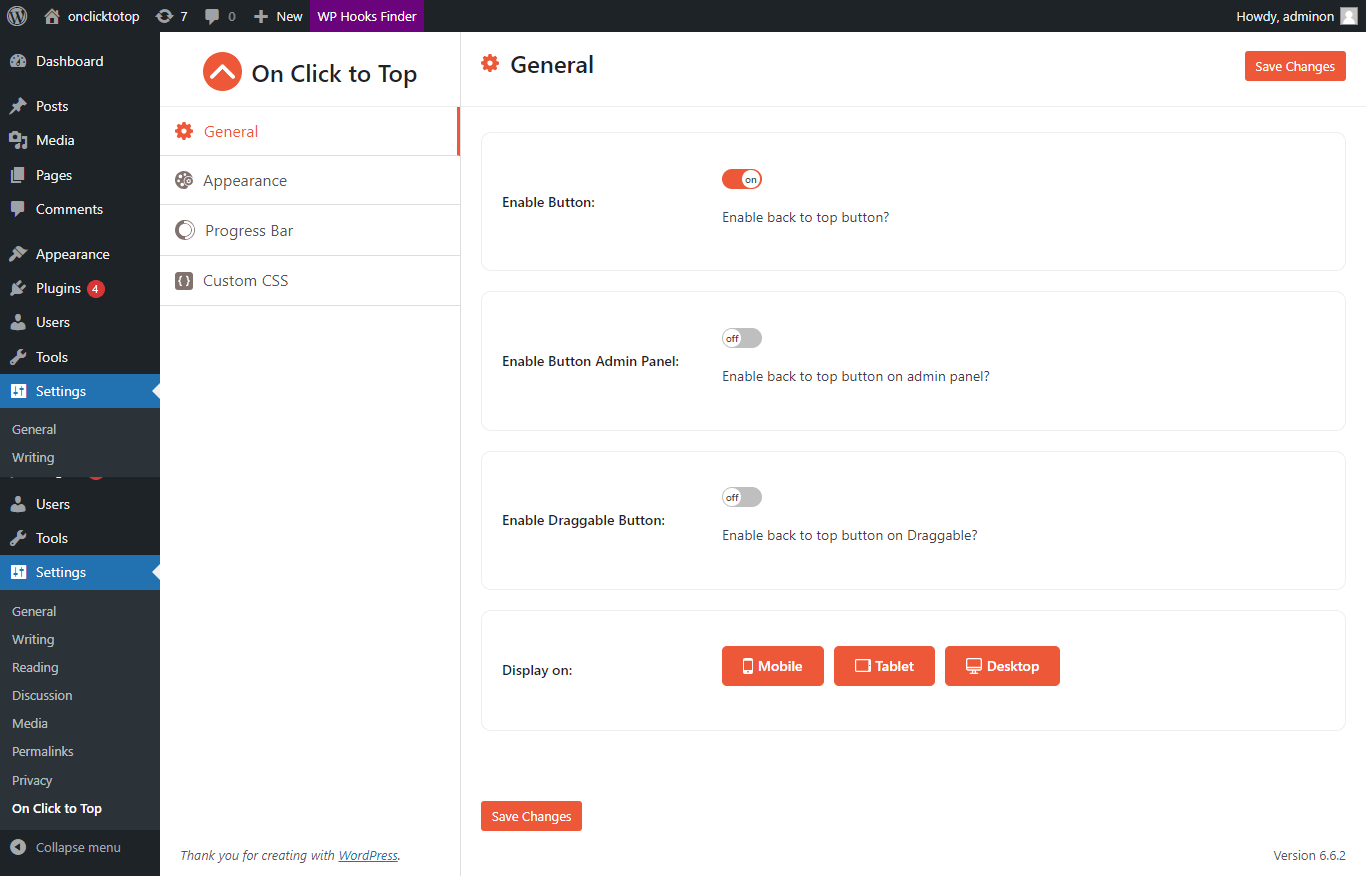 onclicktotop 7 0 New WP Hooks Finder Howdy, adminon
Dashboard
Posts
Media
Pages
Comments
Appearance
Plugins 4
Users
Tools
Settings
General
Writing
Users
Tools
Settings
General
Writing
Reading
Discussion
Media
Permalinks
Privacy
On Click to Top
Collapse menu
On Click to Top
General
Appearance
Progress Bar
Custom CSS
Thank you for creating with WordPress.
General
Save Changes
Enable Button:
on
Enable back to top button?
Enable Button Admin Panel:
off
Enable back to top button on admin panel?
Enable Draggable Button:
off
Enable back to top button on Draggable?
Display on:
Mobile Tablet Desktop
Save Changes
Version 6.6.2